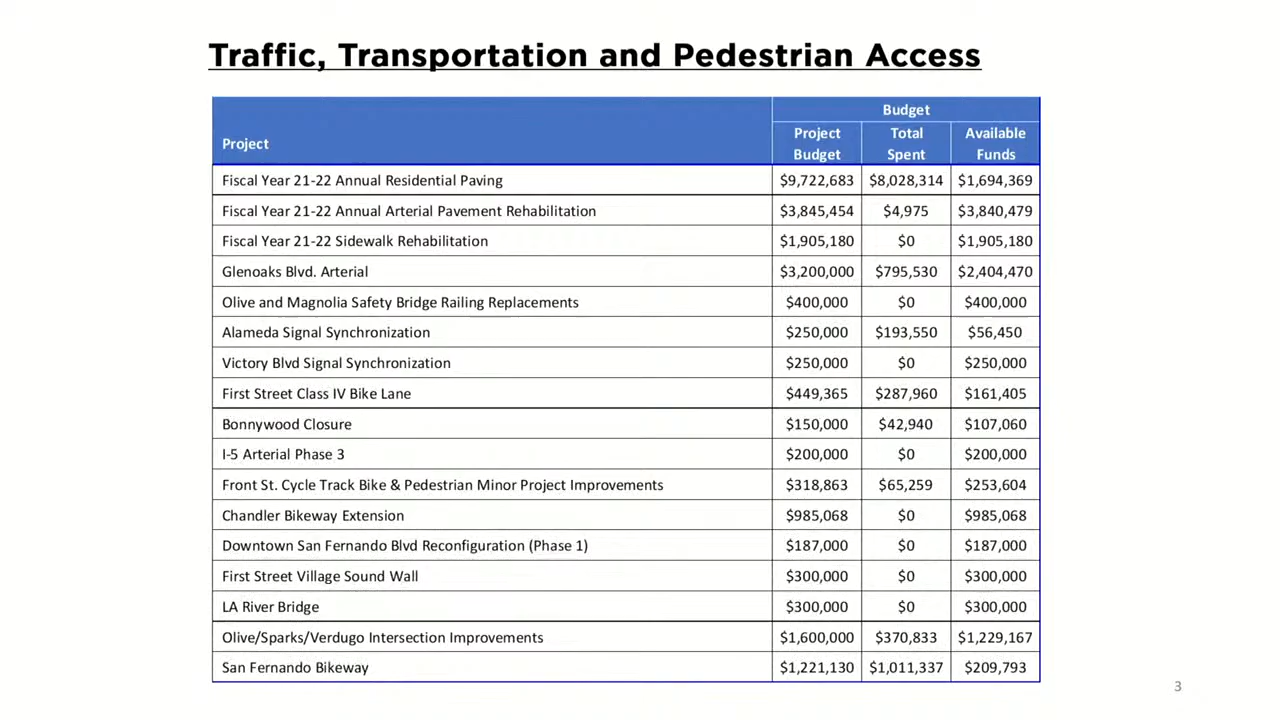 Traffic, Transportation and Pedestrian Access
Budget
Project Project Budget Total Spent Available Funds
Fiscal Year 21-22 Annual Residential Paving $9,722,683 $8,028,314 $1,694,369
Fiscal Year 21-22 Annual Arterial Pavement Rehabilitation $3,845,454 $4,975 $3,840,479
Fiscal Year 21-22 Sidewalk Rehabilitation $1,905,180 $0 $1,905,180
Glenoaks Blvd. Arterial $3,200,000 $795,530 $2,404,470
Olive and Magnolia Safety Bridge Railing Replacements $400,000 $0 $400,000
Alameda Signal Synchronization $250,000 $193,550 $56,450
Victory Blvd Signal Synchronization $250,000 $0 $250,000
First Street Class IV Bike Lane $449,365 $287,960 $161,405
Bonnywood Closure $150,000 $42,940 $107,060
I-5 Arterial Phase 3 $200,000 $0 $200,000
Front St. Cycle Track Bike & Pedestrian Minor Project Improvements $318,863 $65,259 $253,604
Chandler Bikeway Extension $985,068 $0 $985,068
Downtown San Fernando Blvd Reconfiguration (Phase 1) $187,000 $0 $187,000
First Street Village Sound Wall $300,000 $0 $300,000
LA River Bridge $300,000 $0 $300,000
Olive/Sparks/Verdugo Intersection Improvements $1,600,000 $370,833 $1,229,167
San Fernando Bikeway $1,221,130 $1,011,337 $209,793
3